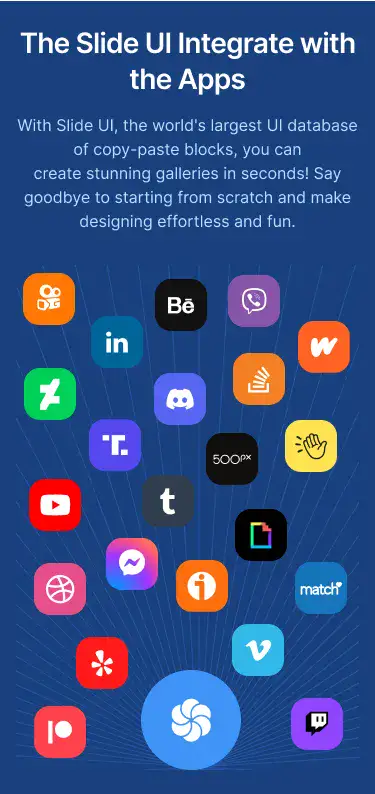 The Slide UI Integrate with
the Apps
With Slide UI, the world's largest UI database
of copy-paste blocks, you can
create stunning galleries in seconds! Say
goodbye to starting from scratch and make
designing effortless and fun.
Bē
in
T.
500px
t
match